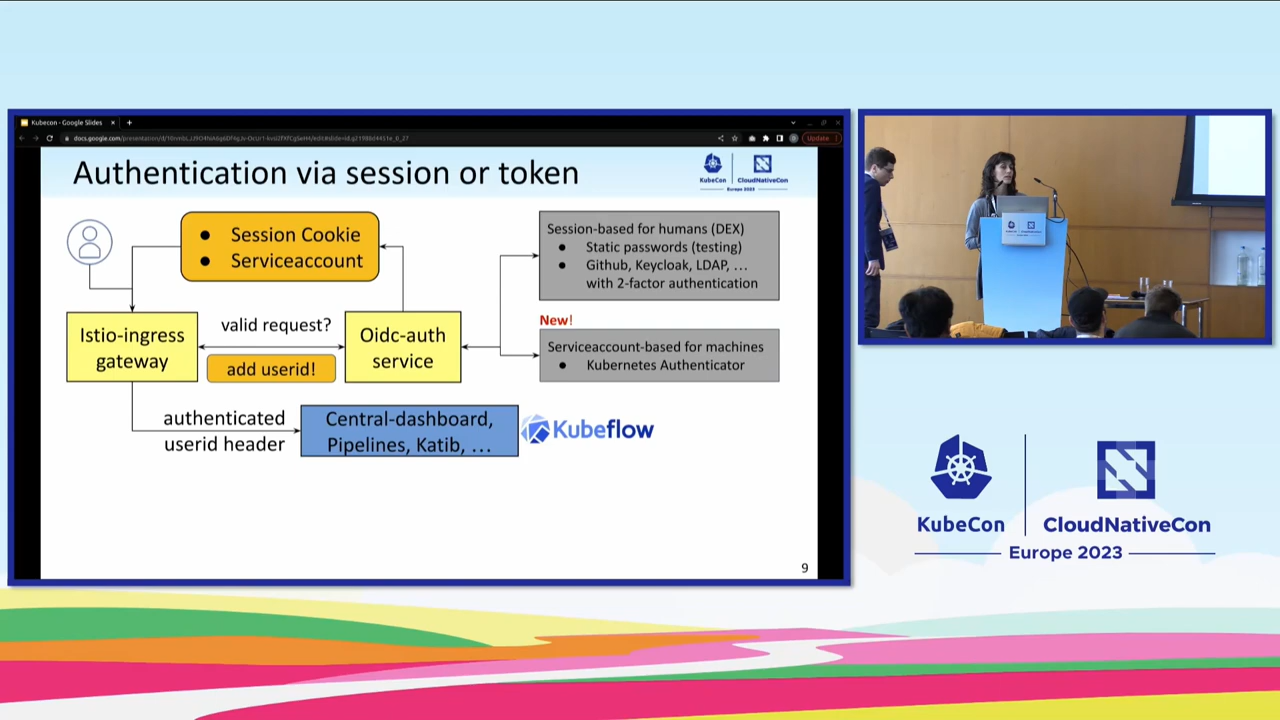 Kubecon - Google Slides
Update
Authentication via session or token
KubeCon
CloudNativeCon
Europe 2023
● Session Cookie
● Serviceaccount
Session-based for humans (DEX)
● Static passwords (testing)
● Github, Keycloak, LDAP, …
with 2-factor authentication
New!
Serviceaccount-based for machines
● Kubernetes Authenticator
Istio-ingress
gateway
valid request?
add userid!
Oidc-auth
service
authenticated
userid header
Central-dashboard,
Pipelines, Katib, …
Kubeflow
9
KubeCon
CloudNativeCon
Europe 2023